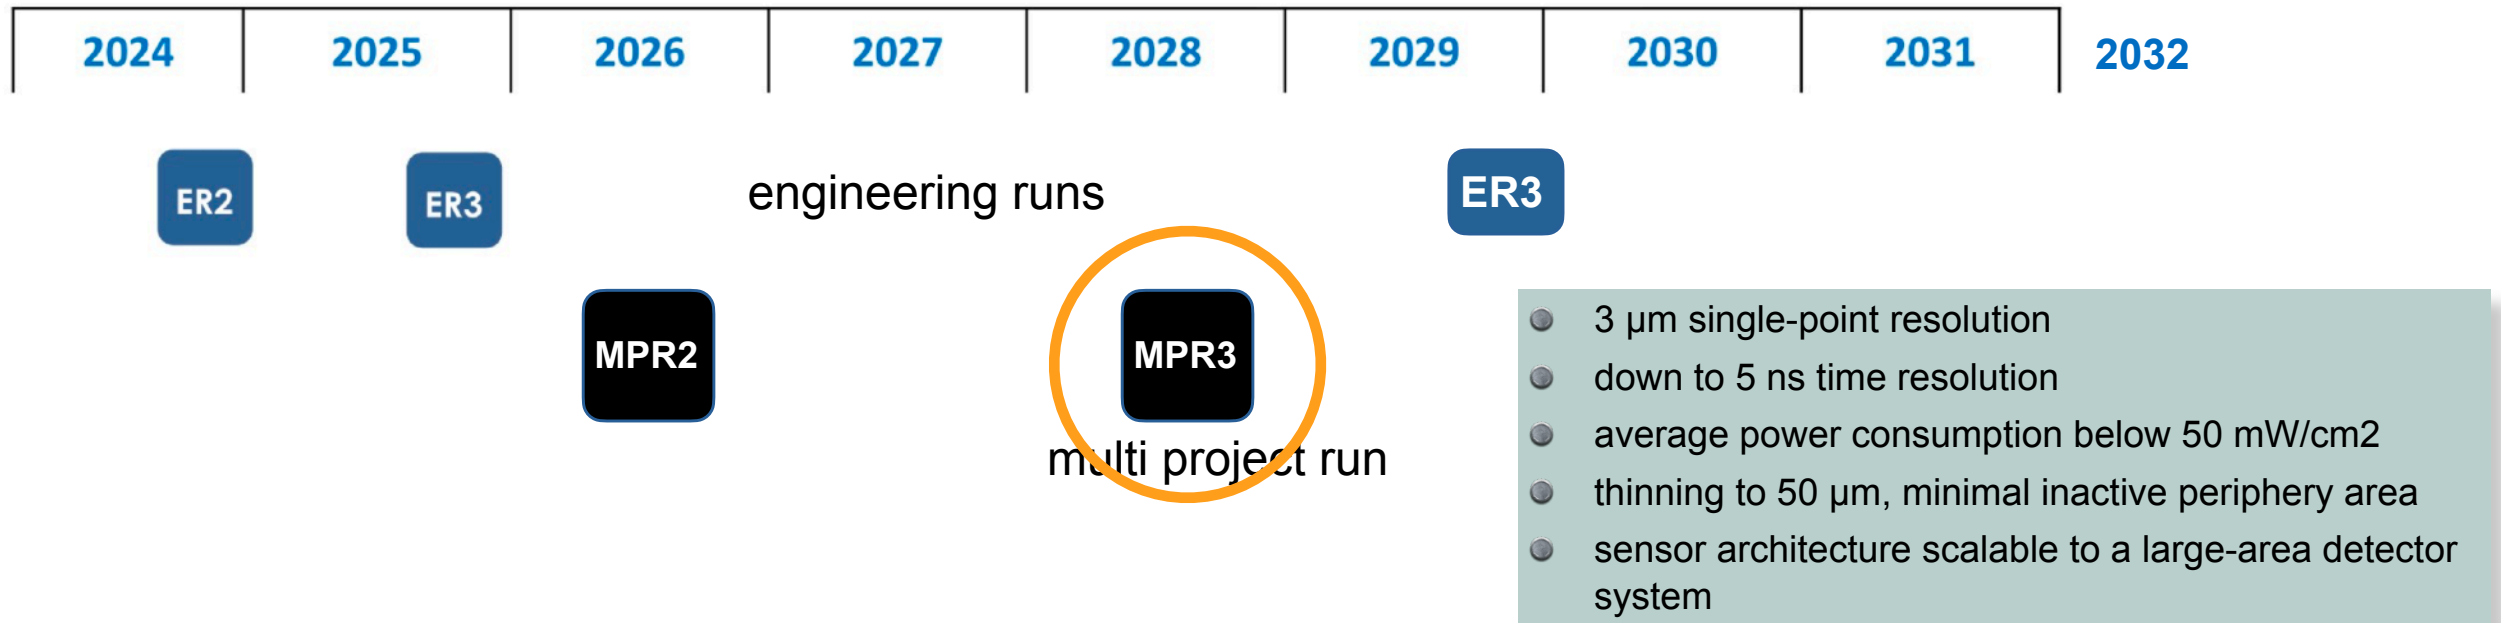 2024 2025 2026 2027 2028 2029 2030 2031 2032
ER2 ER3 engineering runs ER3
MPR2 MPR3
multi project run
3 µm single-point resolution
down to 5 ns time resolution
average power consumption below 50 mW/cm2
thinning to 50 µm, minimal inactive periphery area
sensor architecture scalable to a large-area detector
system